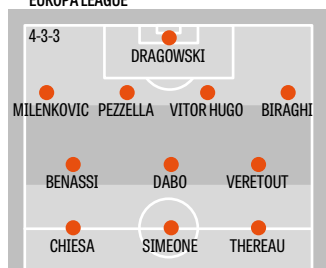 EUROPA LEAGUE
4-3-3
DRAGOWSKI
MILENKOVIC PEZZELLA VITOR HUGO BIRAGHI
BENASSI DABO VERETOUT
CHIESA SIMEONE THEREAU